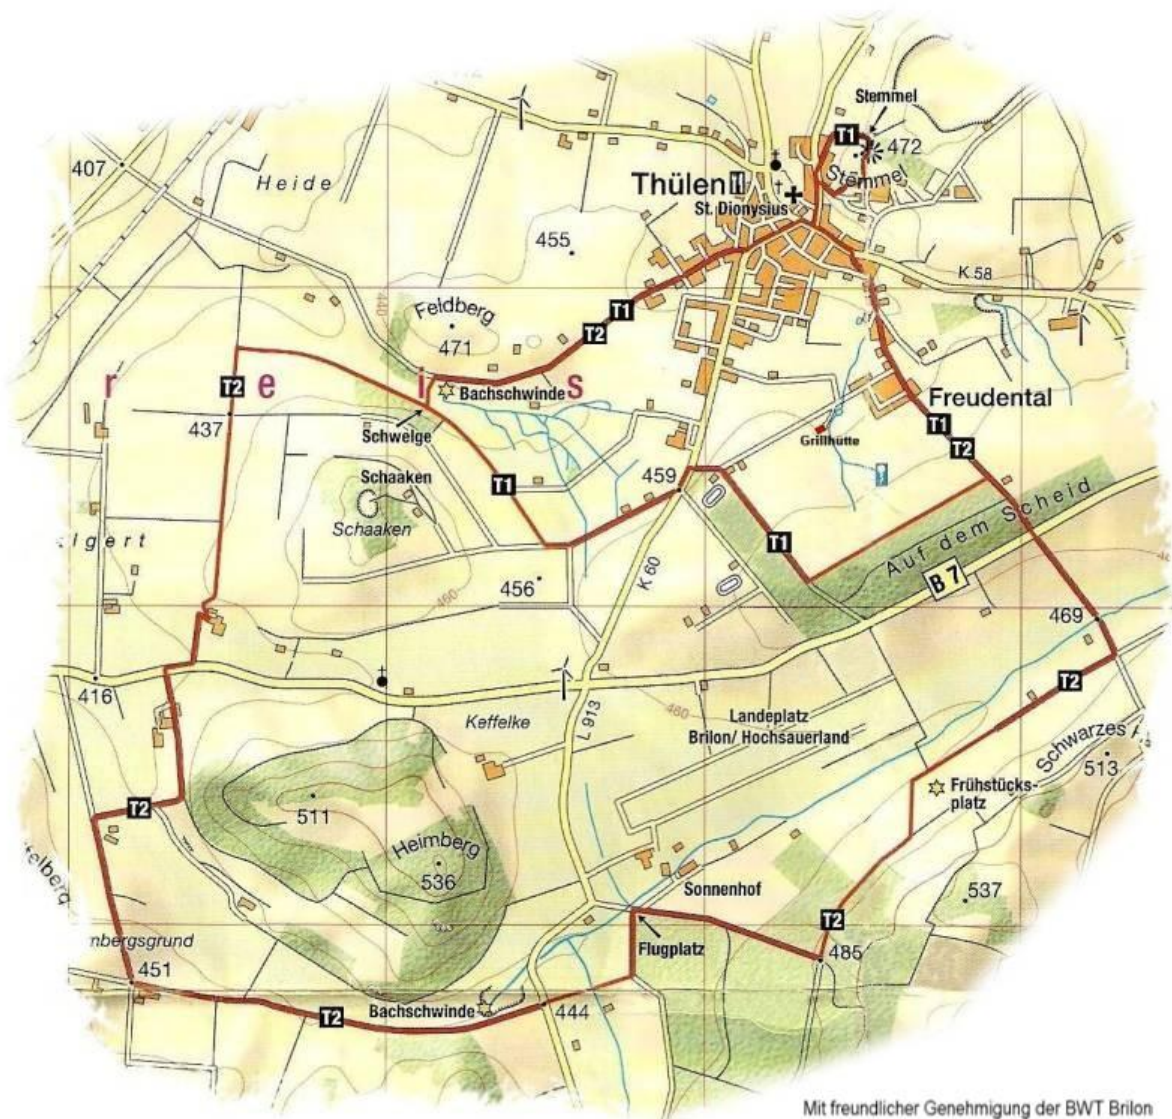 Stemmel
T1
472
Stemmel
407
Heide
Thülen
St. Dionysius
455
K 58
440
Feldberg
471
T1
T2
r e i s
T2
Bachschwinde
Freudental
437
Schwelge
Grillhütte
T1
T2
Schaaken
T1
459
Schaaken
T1
Auf dem Scheid
lgert
B 7
K 60
456
460
469
416
T2
Keffelke
L 913
460
Landeplatz
Brilon/ Hochsauerland
Schwarzes
513
Frühstücks-
platz
T2
511
Heimberg
536
telberg
Sonnenhof
537
T2
mbergsgrund
Flugplatz
485
451
Bachschwinde
444
T2
Mit freundlicher Genehmigung der BWT Brilon